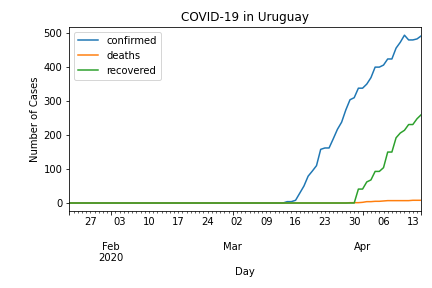 COVID-19 in Uruguay
confirmed
deaths
recovered
Number of Cases
500
400
300
200
100
0
27 03 10 17 24 02 09 16 23 30 06 13
Feb Mar Apr
2020
Day